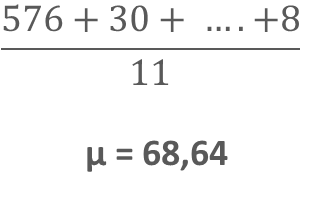 576 + 30 + .... +8
11
μ = 68,64